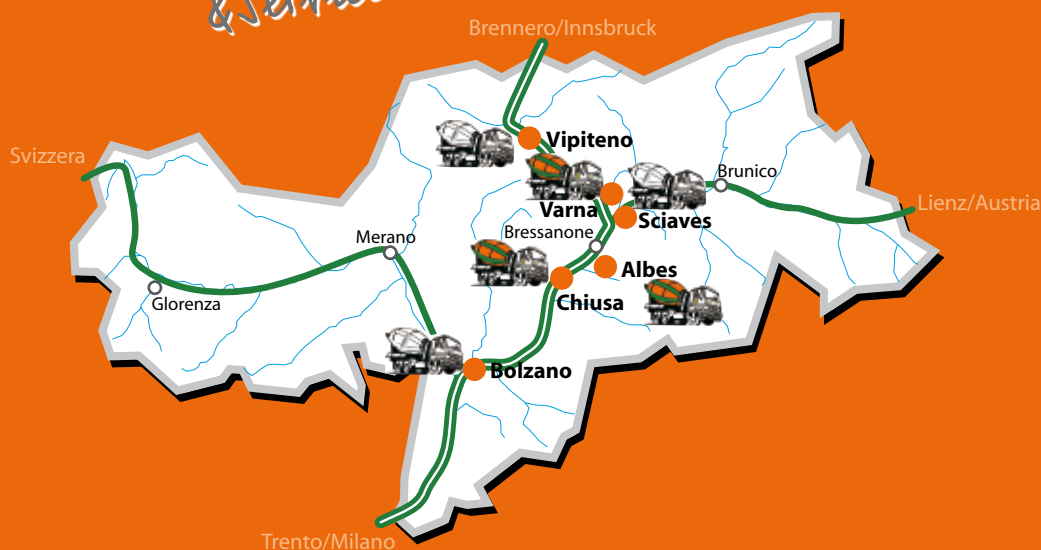 Brennero/Innsbruck
Vipiteno
Svizzera
Brunico
Lienz/Austria
Varna
Sciaves
Bressanone
Merano
Albes
Glorenza
Chiusa
Bolzano
Trento/Milano